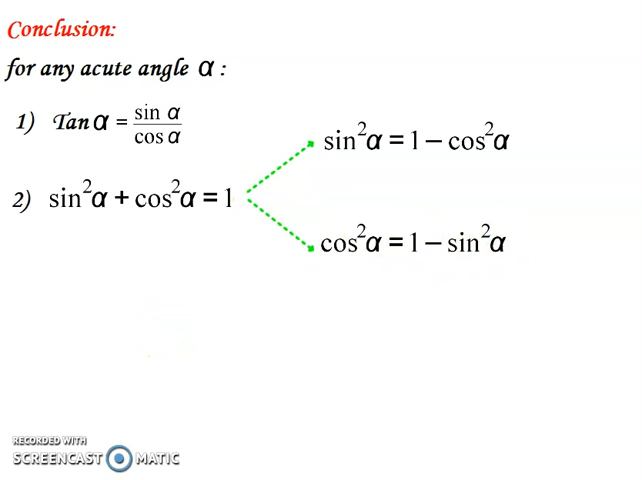 Conclusion:
for any acute angle α :
1) Tan α = sin α / cos α
sin²α = 1 − cos²α
2) sin²α + cos²α = 1
cos²α = 1 − sin²α
RECORDED WITH
SCREENCAST MATIC